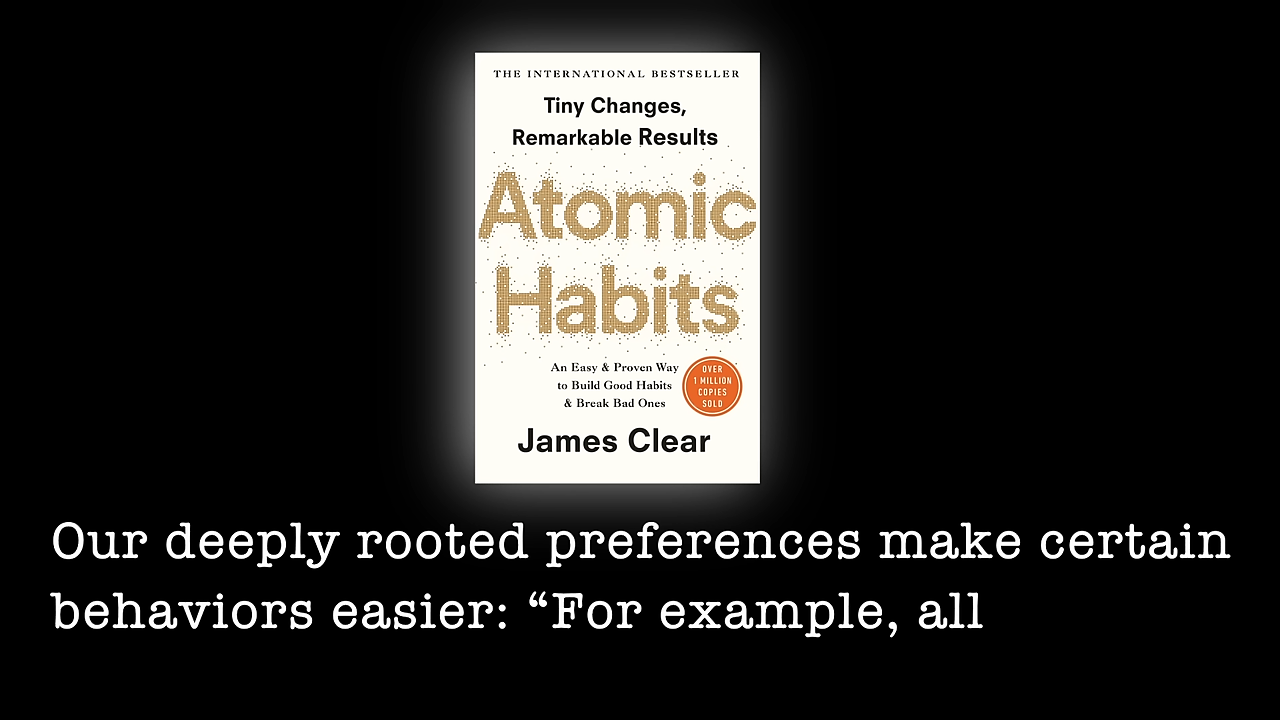 THE INTERNATIONAL BESTSELLER
Tiny Changes,
Remarkable Results
Atomic
Habits
An Easy & Proven Way
to Build Good Habits
& Break Bad Ones
OVER
1 MILLION
COPIES
SOLD
James Clear
Our deeply rooted preferences make certain
behaviors easier: “For example, all